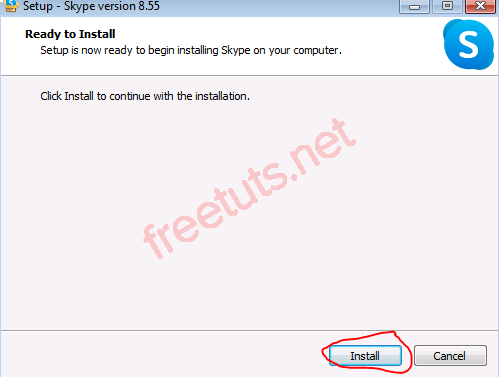 Setup - Skype version 8.55
Ready to Install
Setup is now ready to begin installing Skype on your computer.
S
Click Install to continue with the installation.
freetuts.net
Install
Cancel